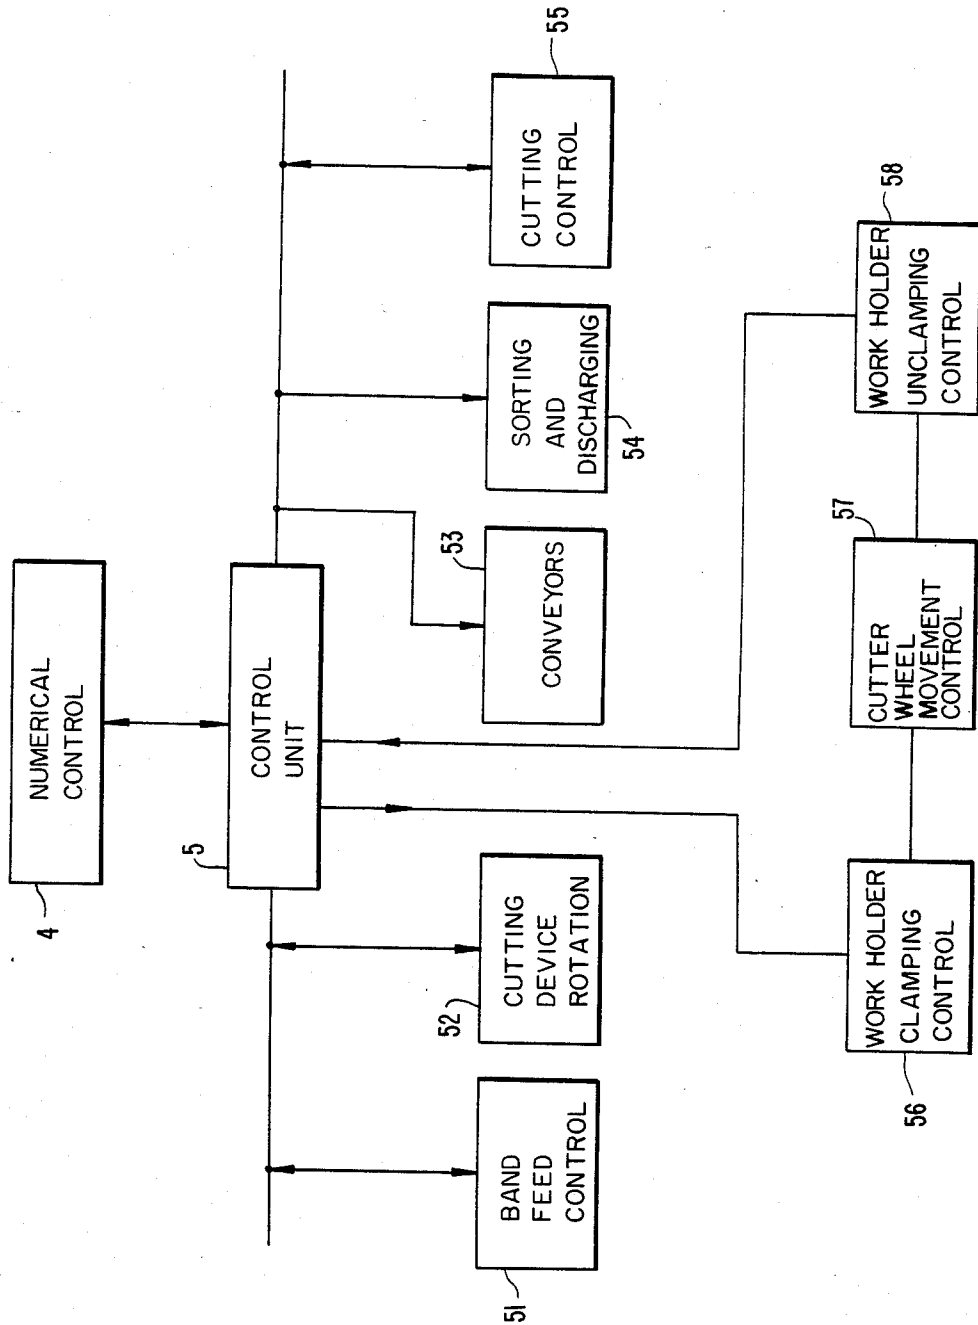 4
NUMERICAL
CONTROL
5
CONTROL
UNIT
51
BAND
FEED
CONTROL
52
CUTTING
DEVICE
ROTATION
53
CONVEYORS
SORTING
AND
DISCHARGING
54
CUTTING
CONTROL
55
WORK HOLDER
CLAMPING
CONTROL
56
57
CUTTER
WHEEL
MOVEMENT
CONTROL
WORK HOLDER
UNCLAMPING
CONTROL
58